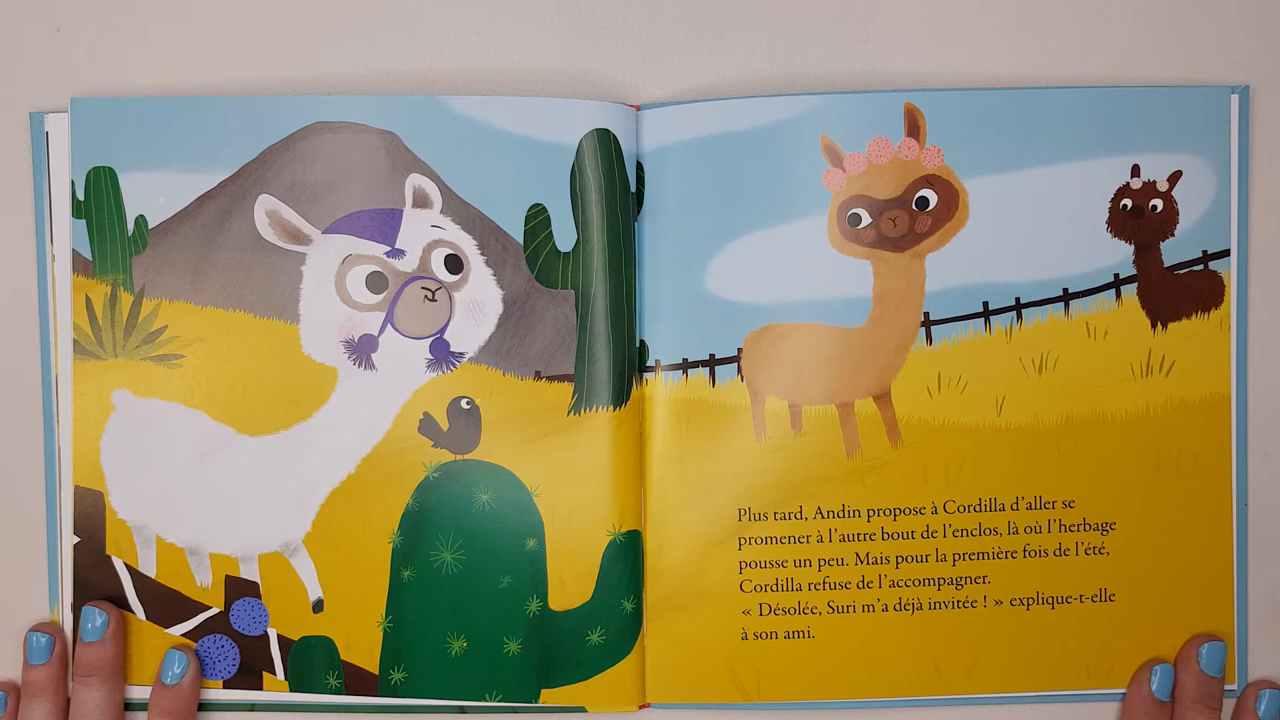 Plus tard, Andin propose à Cordilla d'aller se
promener à l'autre bout de l'enclos, là où l'herbage
pousse un peu. Mais pour la première fois de l'été,
Cordilla refuse de l'accompagner.
« Désolée, Suri m'a déjà invitée ! » explique-t-elle
à son ami.